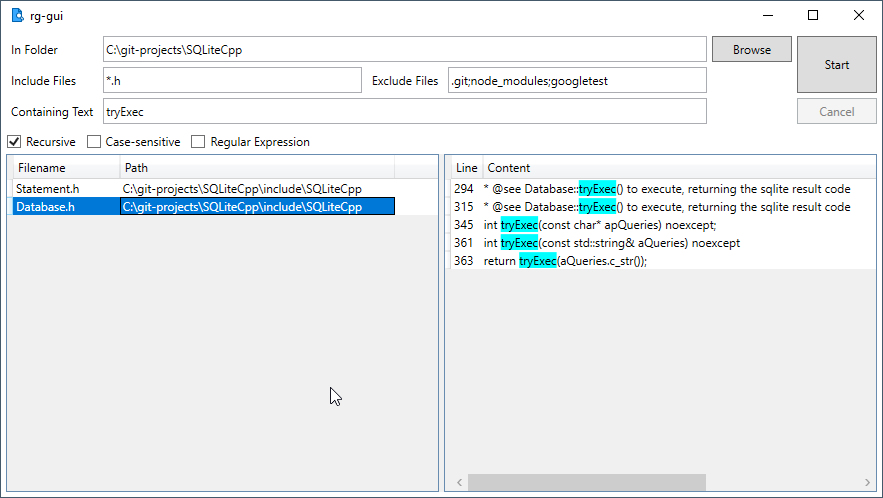 rg-gui
In Folder C:\git-projects\SQLiteCpp Browse Start
Include Files *.h Exclude Files .git;node_modules;googletest
Containing Text tryExec Cancel
Recursive Case-sensitive Regular Expression
Filename Path
Statement.h C:\git-projects\SQLiteCpp\include\SQLiteCpp
Database.h C:\git-projects\SQLiteCpp\include\SQLiteCpp
Line Content
294 * @see Database::tryExec() to execute, returning the sqlite result code
315 * @see Database::tryExec() to execute, returning the sqlite result code
345 int tryExec(const char* apQueries) noexcept;
361 int tryExec(const std::string& aQueries) noexcept
363 return tryExec(aQueries.c_str());